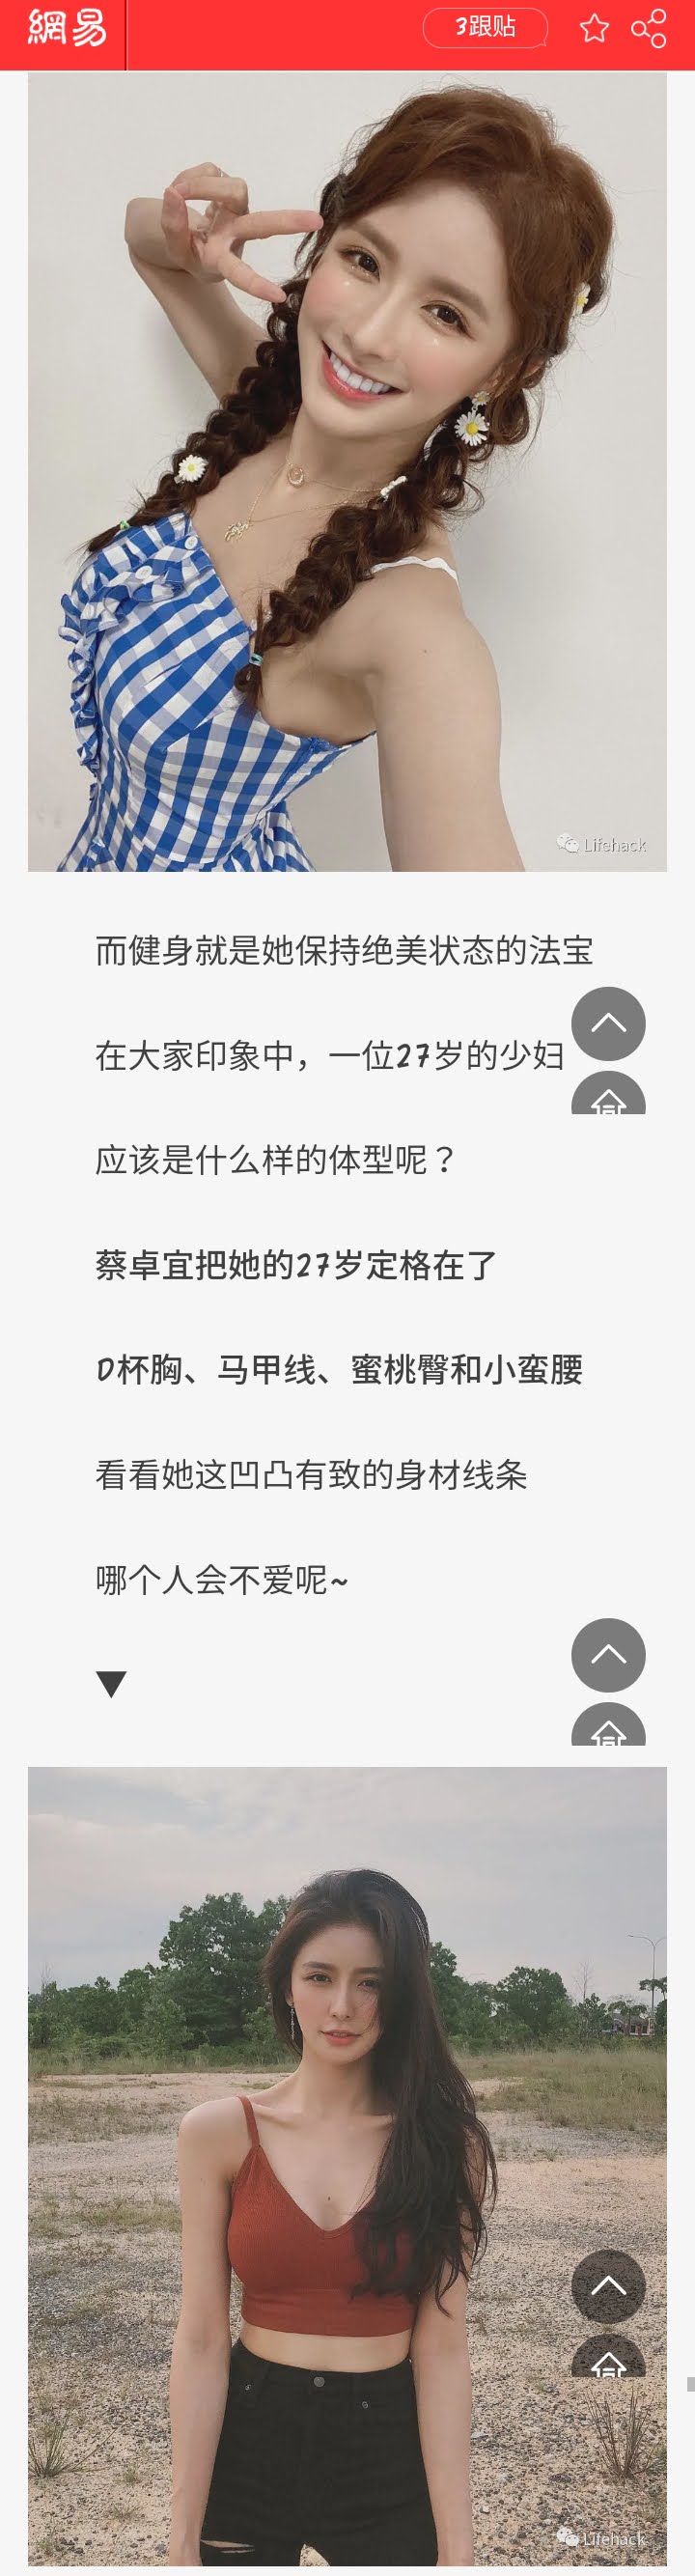 網易
3跟贴
Lifehack
而健身就是她保持绝美状态的法宝
在大家印象中，一位27岁的少妇
应该是什么样的体型呢？
蔡卓宜把她的27岁定格在了
D杯胸、马甲线、蜜桃臀和小蛮腰
看看她这凹凸有致的身材线条
哪个人会不爱呢~
▼
Lifehack